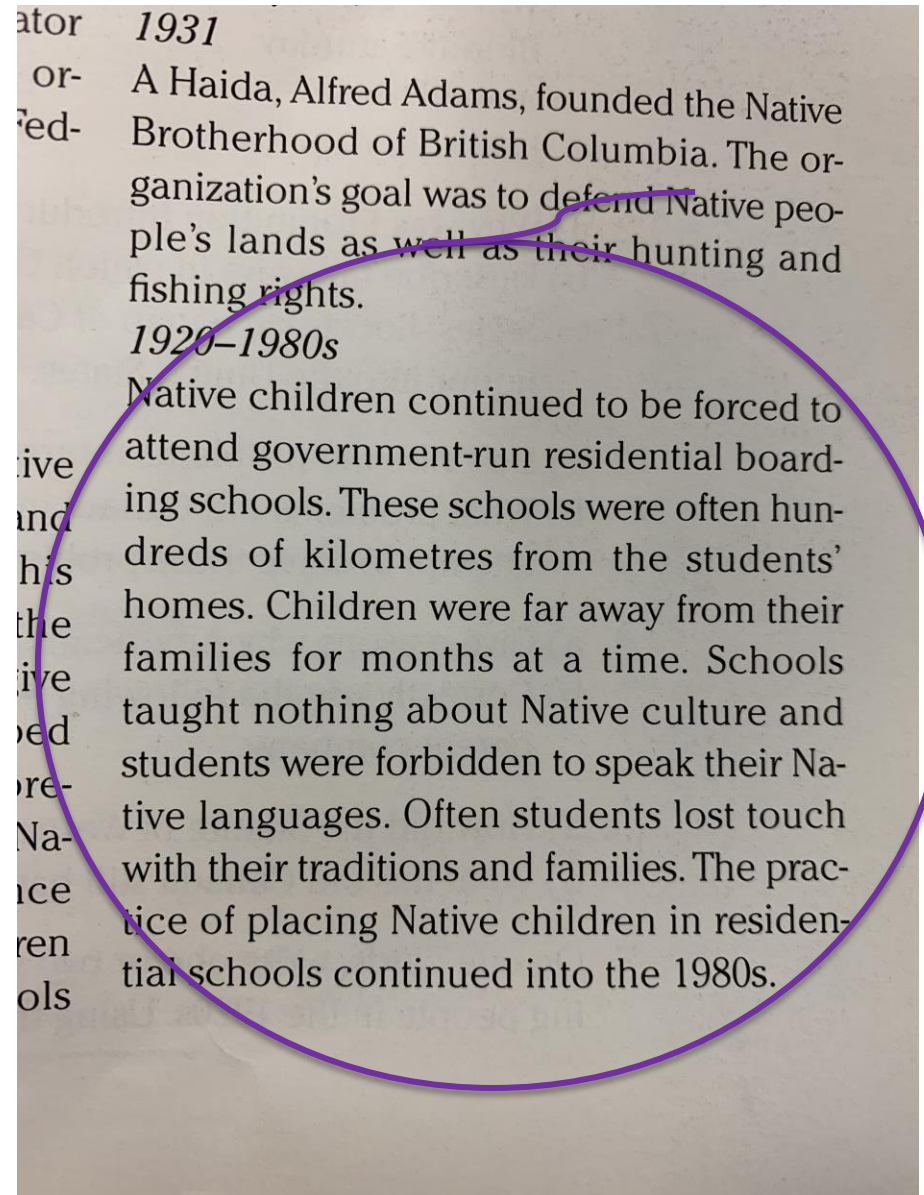 ator
or-
Fed-
ive
and
his
the
ive
ped
pre-
Na-
nce
ren
ols
1931
A Haida, Alfred Adams, founded the Native
Brotherhood of British Columbia. The or-
ganization's goal was to defend Native peo-
ple's lands as well as their hunting and
fishing rights.
1920–1980s
Native children continued to be forced to
attend government-run residential board-
ing schools. These schools were often hun-
dreds of kilometres from the students'
homes. Children were far away from their
families for months at a time. Schools
taught nothing about Native culture and
students were forbidden to speak their Na-
tive languages. Often students lost touch
with their traditions and families. The prac-
tice of placing Native children in residen-
tial schools continued into the 1980s.